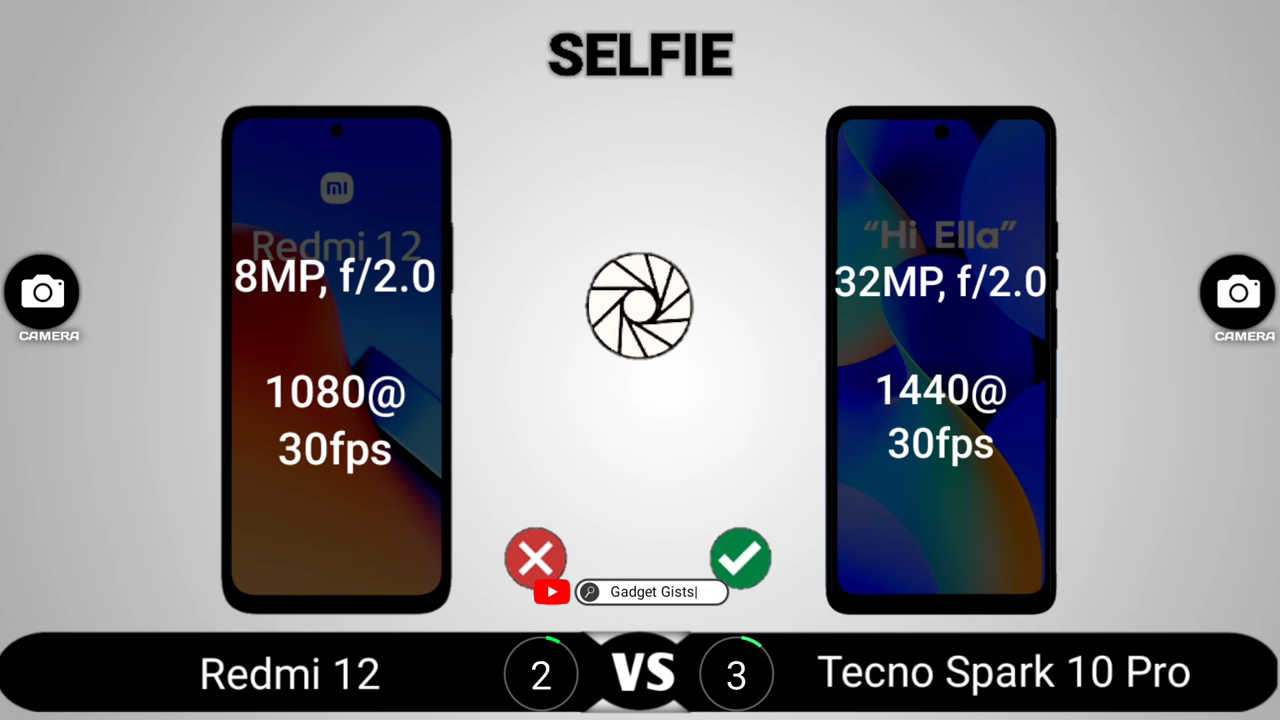 SELFIE
mi
Redmi 12
8MP, f/2.0
1080@
30fps
CAMERA
“Hi Ella”
32MP, f/2.0
1440@
30fps
CAMERA
Gadget Gists|
Redmi 12
2
VS
3
Tecno Spark 10 Pro